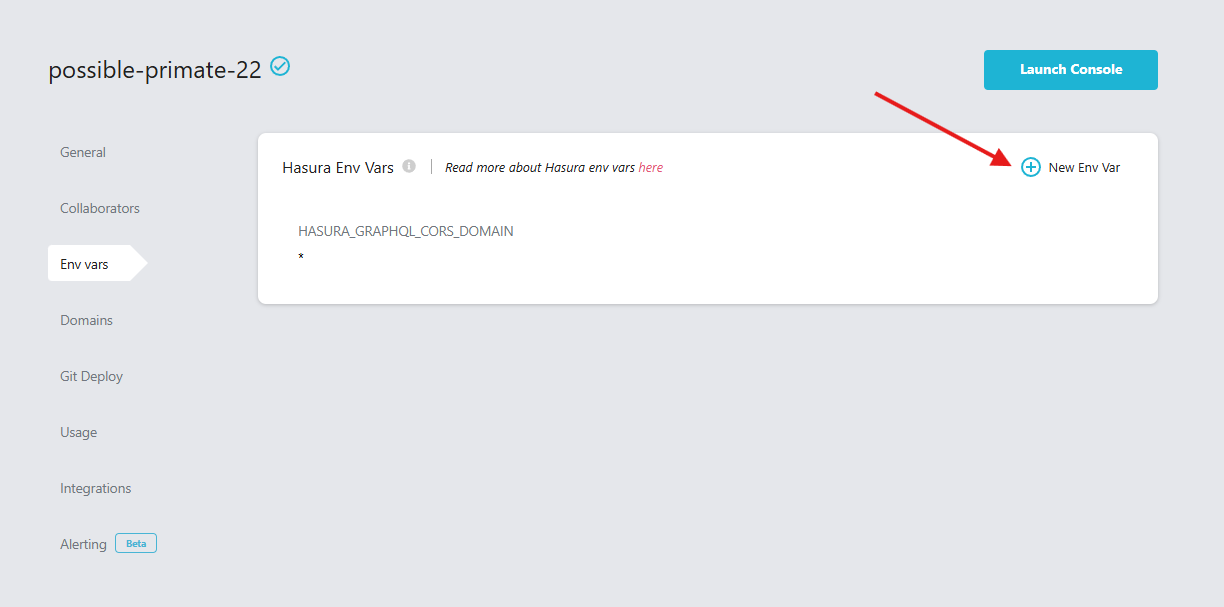 possible-primate-22
Launch Console
General
Collaborators
Env vars
Domains
Git Deploy
Usage
Integrations
Alerting Beta
Hasura Env Vars i | Read more about Hasura env vars here
New Env Var
HASURA_GRAPHQL_CORS_DOMAIN
*